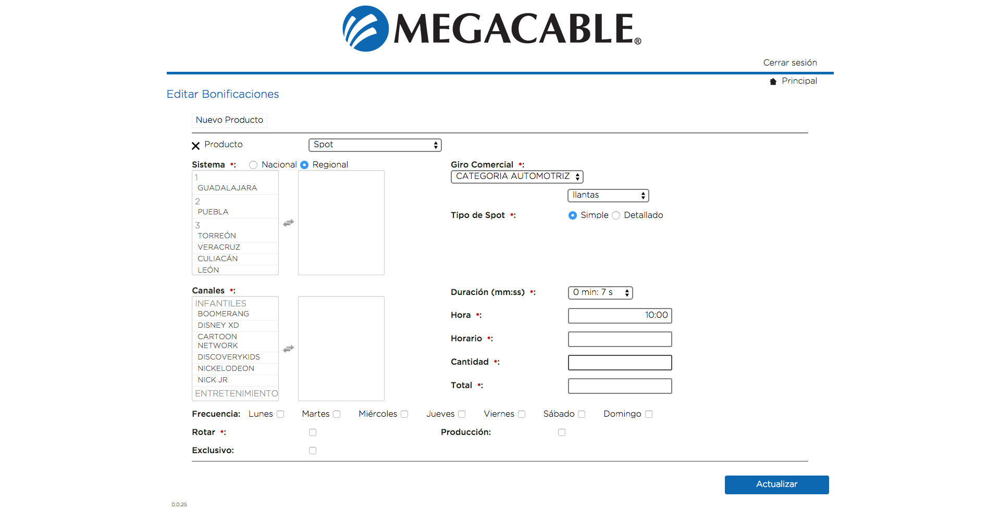 MEGACABLE®
Cerrar sesión
Principal
Editar Bonificaciones
Nuevo Producto
Producto
Spot
Sistema *:
Nacional
Regional
1
GUADALAJARA
2
PUEBLA
3
TORREÓN
VERACRUZ
CULIACÁN
LEÓN
Giro Comercial *:
CATEGORIA AUTOMOTRIZ
llantas
Tipo de Spot *:
Simple
Detallado
Canales *:
INFANTILES
BOOMERANG
DISNEY XD
CARTOON
NETWORK
DISCOVERYKIDS
NICKELODEON
NICK JR
ENTRETENIMIENTO
Duración (mm:ss) *:
0 min: 7 s
Hora *:
10:00
Horario *:
Cantidad *:
Total *:
Frecuencia: Lunes Martes Miércoles Jueves Viernes Sábado Domingo
Rotar *:
Producción:
Exclusivo:
Actualizar
0.0.25